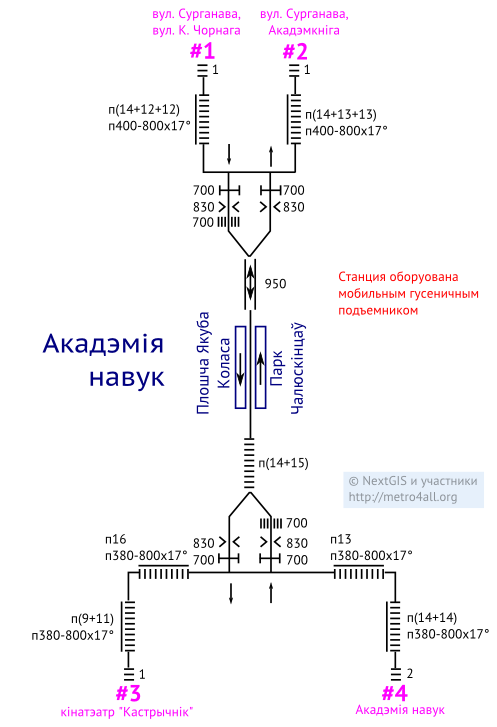 вул. Сурганава,
вул. К. Чорнага
#1
вул. Сурганава,
Акадэмкніга
#2
1
1
п(14+12+12)
п400-800x17°
п(14+13+13)
п400-800x17°
700
700
830
830
700
950
Станция оборуована
мобильным гусеничным
подъемником
Акадэмія
навук
Плошча Якуба
Коласа
Парк
Чалюскінцаў
п(14+15)
© NextGIS и участники
http://metro4all.org
700
830
830
700
700
п16
п380-800x17°
п13
п380-800x17°
п(9+11)
п380-800x17°
п(14+14)
п380-800x17°
1
2
#3
кінатэатр "Кастрычнік"
#4
Акадэмія навук